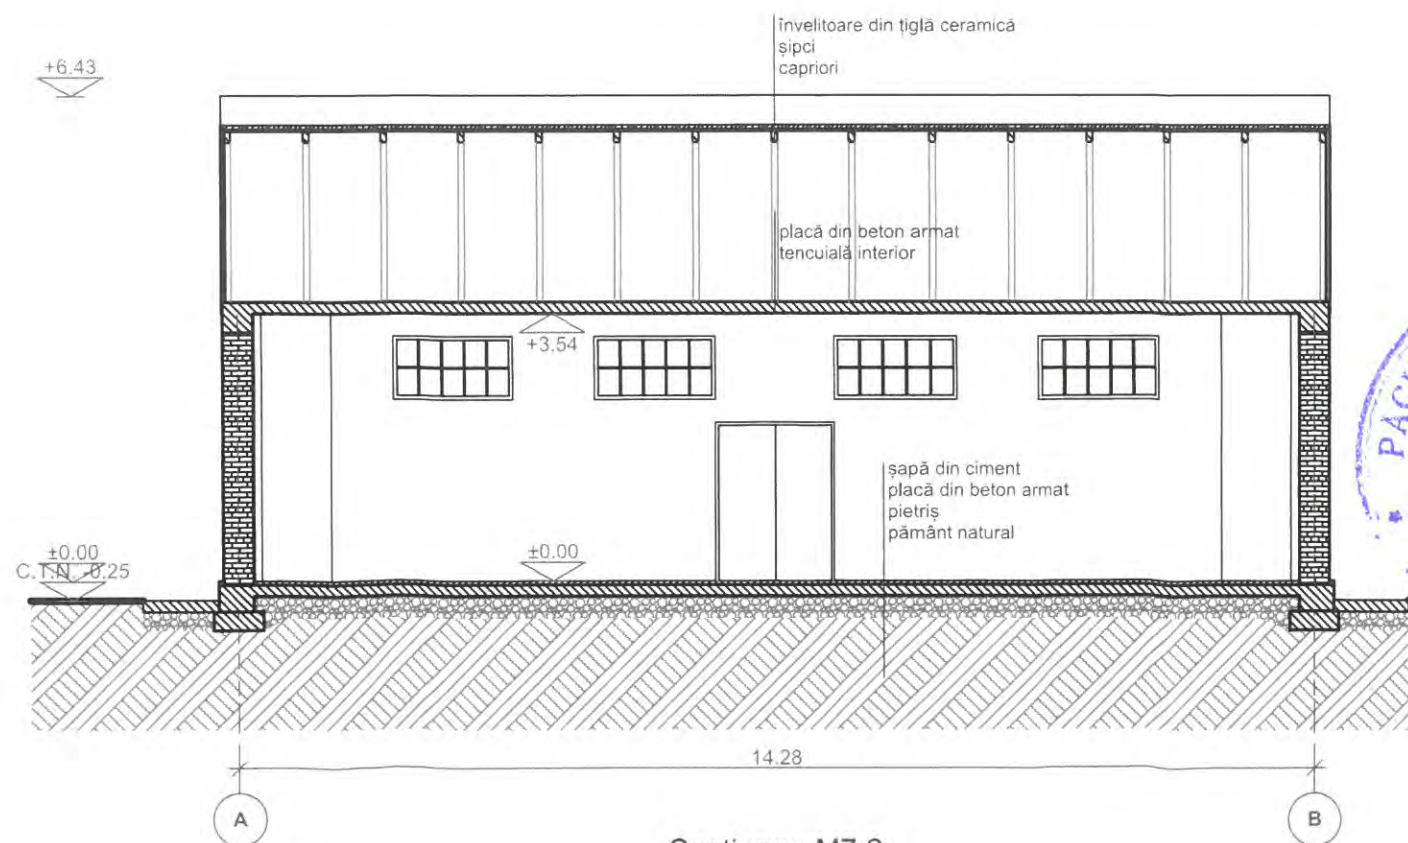 învelitoare din țiglă ceramică
șipci
capriori
+6.43
placă din beton armat
tencuială interior
+3.54
șapă din ciment
placă din beton armat
pietriș
pământ natural
±0.00
C.T.N. -0.25
±0.00
14.28
A
B